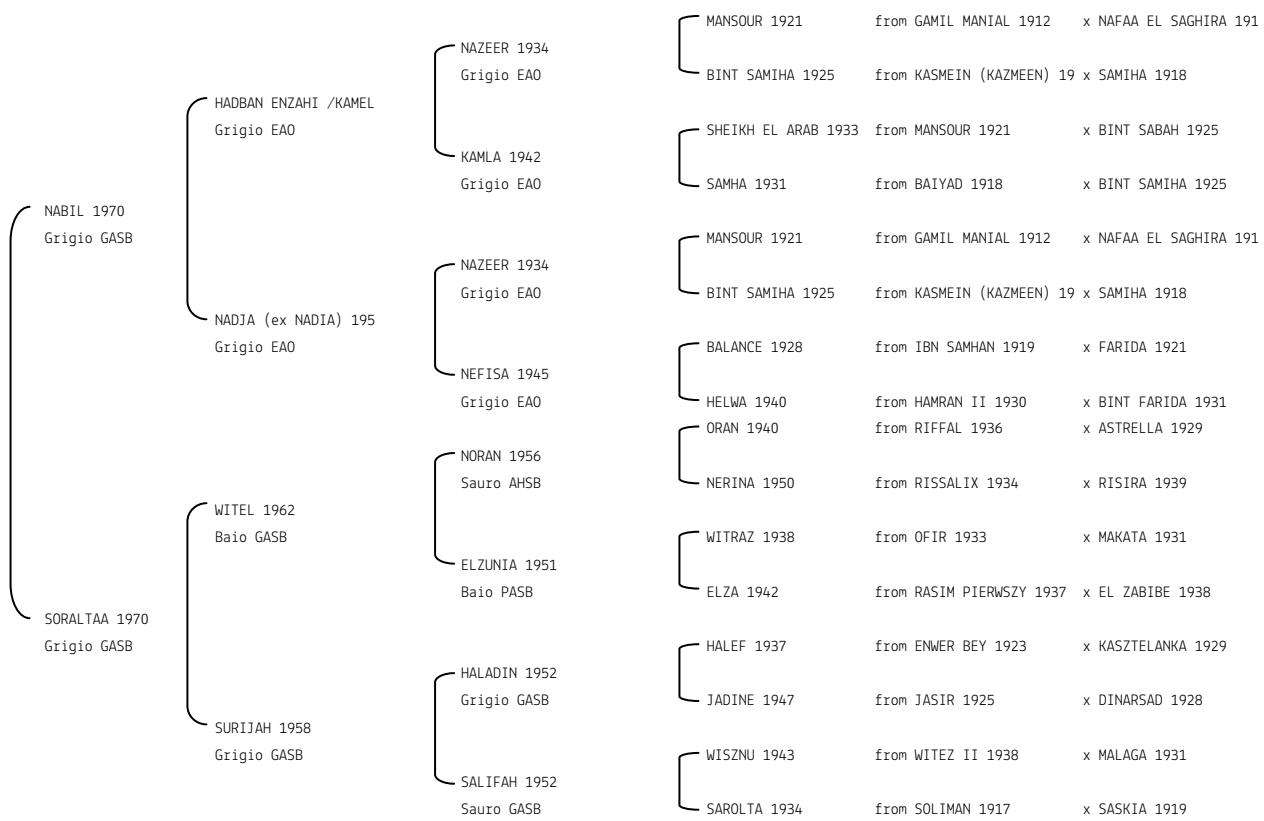 MANSOUR 1921 from GAMIL MANIAL 1912 x NAFAA EL SAGHIRA 191
NAZEER 1934
Grigio EAO
BINT SAMIHA 1925 from KASMEIN (KAZMEEN) 19 x SAMIHA 1918
HADBAN ENZAHI /KAMEL
Grigio EAO
SHEIKH EL ARAB 1933 from MANSOUR 1921 x BINT SABAH 1925
KAMLA 1942
Grigio EAO
SAMHA 1931 from BAIYAD 1918 x BINT SAMIHA 1925
NABIL 1970
Grigio GASB
MANSOUR 1921 from GAMIL MANIAL 1912 x NAFAA EL SAGHIRA 191
NAZEER 1934
Grigio EAO
BINT SAMIHA 1925 from KASMEIN (KAZMEEN) 19 x SAMIHA 1918
NADJA (ex NADIA) 195
Grigio EAO
BALANCE 1928 from IBN SAMHAN 1919 x FARIDA 1921
NEFISA 1945
Grigio EAO
HELWA 1940 from HAMRAN II 1930 x BINT FARIDA 1931
ORAN 1940 from RIFFAL 1936 x ASTRELLA 1929
NORAN 1956
Sauro AHSB
NERINA 1950 from RISSALIX 1934 x RISIRA 1939
WITEL 1962
Baio GASB
WITRAZ 1938 from OFIR 1933 x MAKATA 1931
ELZUNIA 1951
Baio PASB
ELZA 1942 from RASIM PIERWSZY 1937 x EL ZABIBE 1938
SORALTAA 1970
Grigio GASB
HALEF 1937 from ENWER BEY 1923 x KASZTELANKA 1929
HALADIN 1952
Grigio GASB
JADINE 1947 from JASIR 1925 x DINARSAD 1928
SURIJAH 1958
Grigio GASB
WISZNU 1943 from WITEZ II 1938 x MALAGA 1931
SALIFAH 1952
Sauro GASB
SAROLTA 1934 from SOLIMAN 1917 x SASKIA 1919